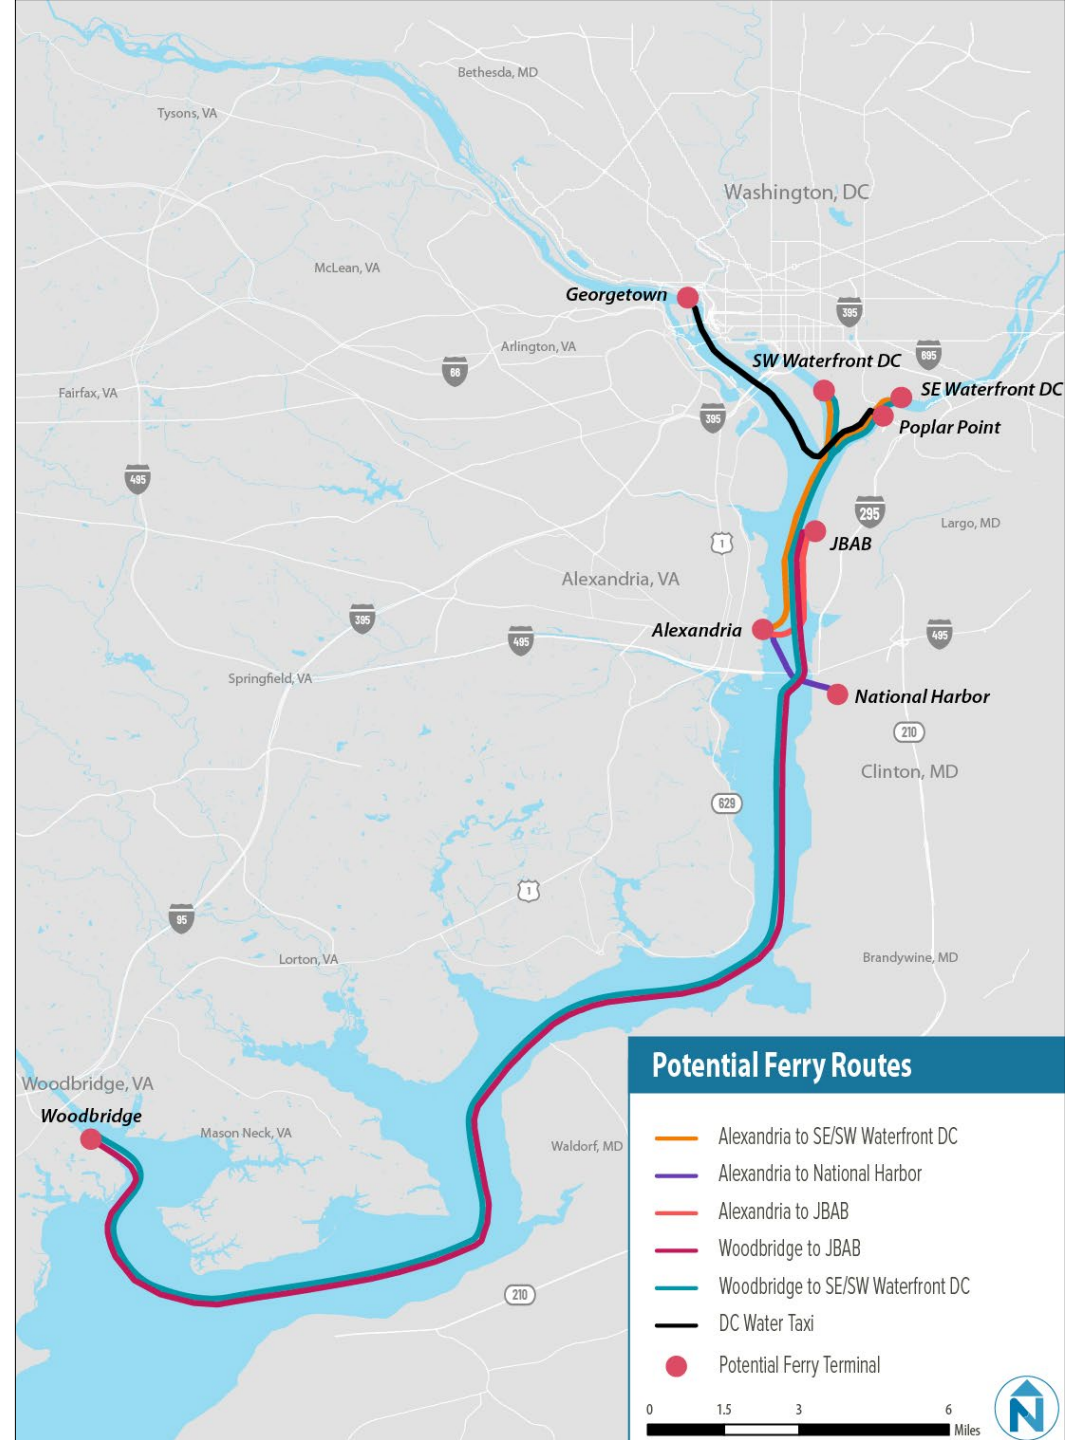 Bethesda, MD
Tysons, VA
Washington, DC
McLean, VA
Georgetown
395
Arlington, VA
695
SW Waterfront DC
66
SE Waterfront DC
Fairfax, VA
395
Poplar Point
495
295
Largo, MD
1
JBAB
Alexandria, VA
395
Alexandria
495
495
Springfield, VA
National Harbor
210
Clinton, MD
629
1
95
Lorton, VA
Brandywine, MD
Woodbridge, VA
Woodbridge
Mason Neck, VA
Waldorf, MD
210
Potential Ferry Routes
Alexandria to SE/SW Waterfront DC
Alexandria to National Harbor
Alexandria to JBAB
Woodbridge to JBAB
Woodbridge to SE/SW Waterfront DC
DC Water Taxi
Potential Ferry Terminal
0 1.5 3 6
Miles
N